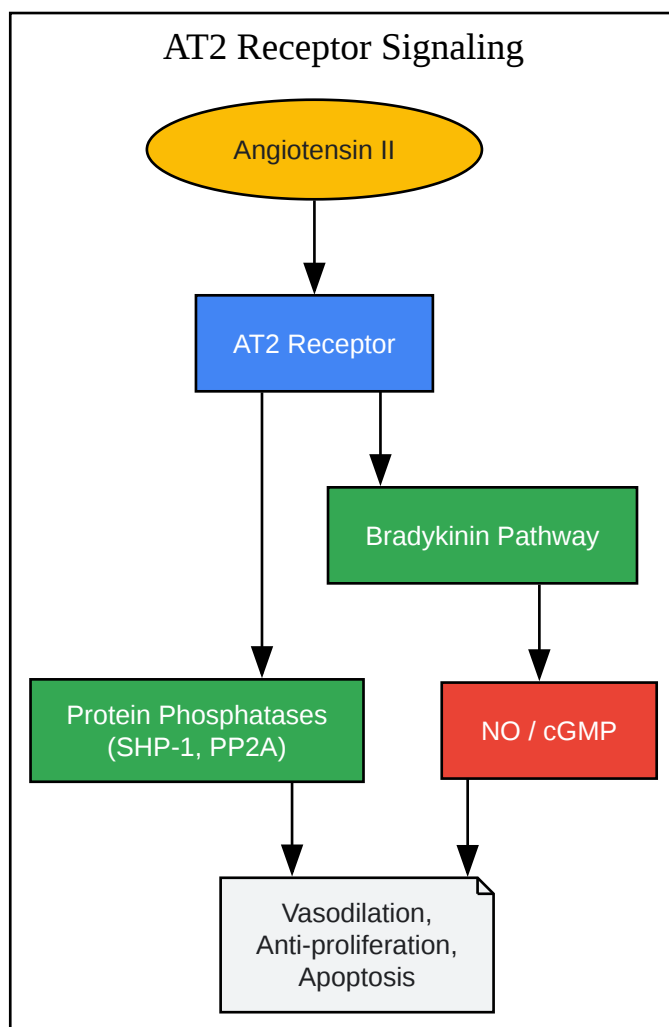 AT2 Receptor Signaling
Angiotensin II
AT2 Receptor
Bradykinin Pathway
Protein Phosphatases
(SHP-1, PP2A)
NO / cGMP
Vasodilation,
Anti-proliferation,
Apoptosis